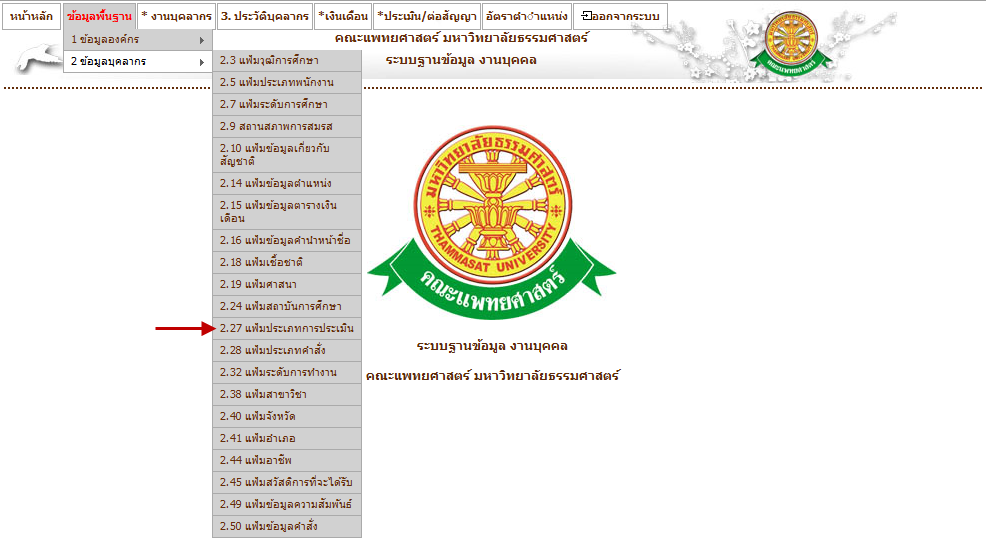 หน้าหลัก ข้อมูลพื้นฐาน * งานบุคลากร 3. ประวัติบุคลากร *เงินเดือน *ประเมิน/ต่อสัญญา อัตราตำแหน่ง ออกจากระบบ
คณะแพทยศาสตร์ มหาวิทยาลัยธรรมศาสตร์
ระบบฐานข้อมูล งานบุคคล
คณะแพทยศาสตร์
1 ข้อมูลองค์กร
2 ข้อมูลบุคลากร
2.3 แฟ้มวุฒิการศึกษา
2.5 แฟ้มประเภทพนักงาน
2.7 แฟ้มระดับการศึกษา
2.9 สถานสภาพการสมรส
2.10 แฟ้มข้อมูลเกี่ยวกับ
สัญชาติ
2.14 แฟ้มข้อมูลตำแหน่ง
2.15 แฟ้มข้อมูลตารางเงิน
เดือน
2.16 แฟ้มข้อมูลคำนำหน้าชื่อ
2.18 แฟ้มเชื้อชาติ
2.19 แฟ้มศาสนา
2.24 แฟ้มสถาบันการศึกษา
2.27 แฟ้มประเภทการประเมิน
2.28 แฟ้มประเภทคำสั่ง
2.32 แฟ้มระดับการทำงาน
2.38 แฟ้มสาขาวิชา
2.40 แฟ้มจังหวัด
2.41 แฟ้มอำเภอ
2.44 แฟ้มอาชีพ
2.45 แฟ้มสวัสดิการที่จะได้รับ
2.49 แฟ้มข้อมูลความสัมพันธ์
2.50 แฟ้มข้อมูลคำสั่ง
มหาวิทยาลัยธรรมศาสตร์
THAMMASAT UNIVERSITY
คณะแพทยศาสตร์
ระบบฐานข้อมูล งานบุคคล
คณะแพทยศาสตร์ มหาวิทยาลัยธรรมศาสตร์